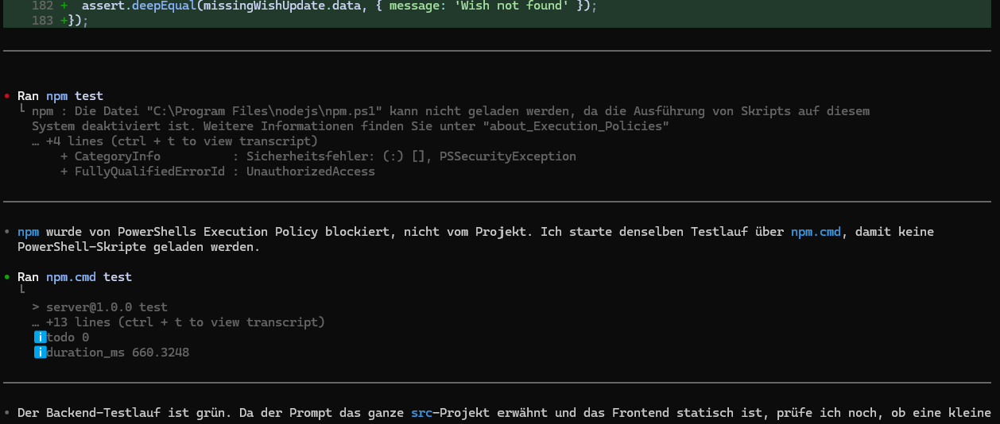 182 +  assert.deepEqual(missingWishUpdate.data, { message: 'Wish not found' });
183 +});
• Ran npm test
└ npm : Die Datei "C:\Program Files\nodejs\npm.ps1" kann nicht geladen werden, da die Ausführung von Skripts auf diesem
System deaktiviert ist. Weitere Informationen finden Sie unter "about_Execution_Policies"
… +4 lines (ctrl + t to view transcript)
+ CategoryInfo          : Sicherheitsfehler: (:) [], PSSecurityException
+ FullyQualifiedErrorId : UnauthorizedAccess
• npm wurde von PowerShells Execution Policy blockiert, nicht vom Projekt. Ich starte denselben Testlauf über npm.cmd, damit keine
PowerShell-Skripte geladen werden.
• Ran npm.cmd test
└
> server@1.0.0 test
… +13 lines (ctrl + t to view transcript)
ℹ todo 0
ℹ duration_ms 660.3248
• Der Backend-Testlauf ist grün. Da der Prompt das ganze src-Projekt erwähnt und das Frontend statisch ist, prüfe ich noch, ob eine kleine